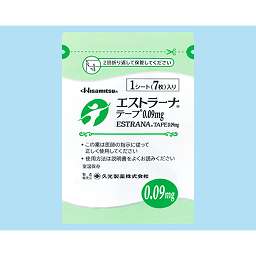 2回折り返して保管してください
1シート(7枚)入り
Hisamitsu
エストラーナ®
テープ0.09mg
ESTRANA® TAPE 0.09mg
• この薬は医師の指示に従って
正しく使用してください
• 使用方法は説明書をよくお読みください
室温保存
久光製薬株式会社
0.09mg